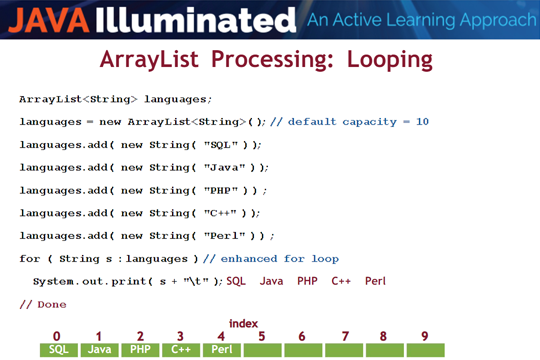 JAVA Illuminated An Active Learning Approach
ArrayList Processing: Looping
ArrayList<String> languages;
languages = new ArrayList<String>( ); // default capacity = 10
languages.add( new String( "SQL" ) );
languages.add( new String( "Java" ) );
languages.add( new String( "PHP" ) ) ;
languages.add( new String( "C++" ) );
languages.add( new String( "Perl" ) ) ;
for ( String s : languages ) // enhanced for loop
System.out.print( s + "\t" ); SQL Java PHP C++ Perl
// Done
index
0 1 2 3 4 5 6 7 8 9
SQL Java PHP C++ Perl